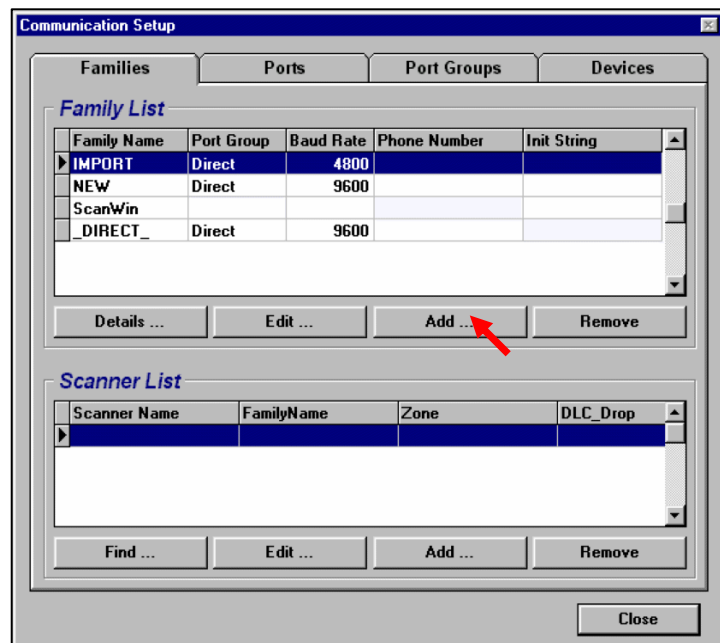 Communication Setup
Families Ports Port Groups Devices
Family List
Family Name Port Group Baud Rate Phone Number Init String
IMPORT Direct 4800
NEW Direct 9600
ScanWin
_DIRECT_ Direct 9600
Details ... Edit ... Add ... Remove
Scanner List
Scanner Name FamilyName Zone DLC_Drop
Find ... Edit ... Add ... Remove
Close